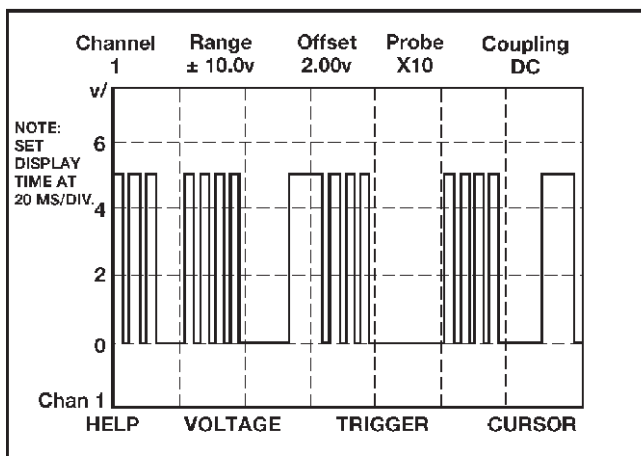 Channel Range Offset Probe Coupling
1 ± 10.0v 2.00v X10 DC
v/
NOTE:
SET
DISPLAY
TIME AT
20 MS/DIV.
6
4
2
0
Chan 1
HELP VOLTAGE TRIGGER CURSOR